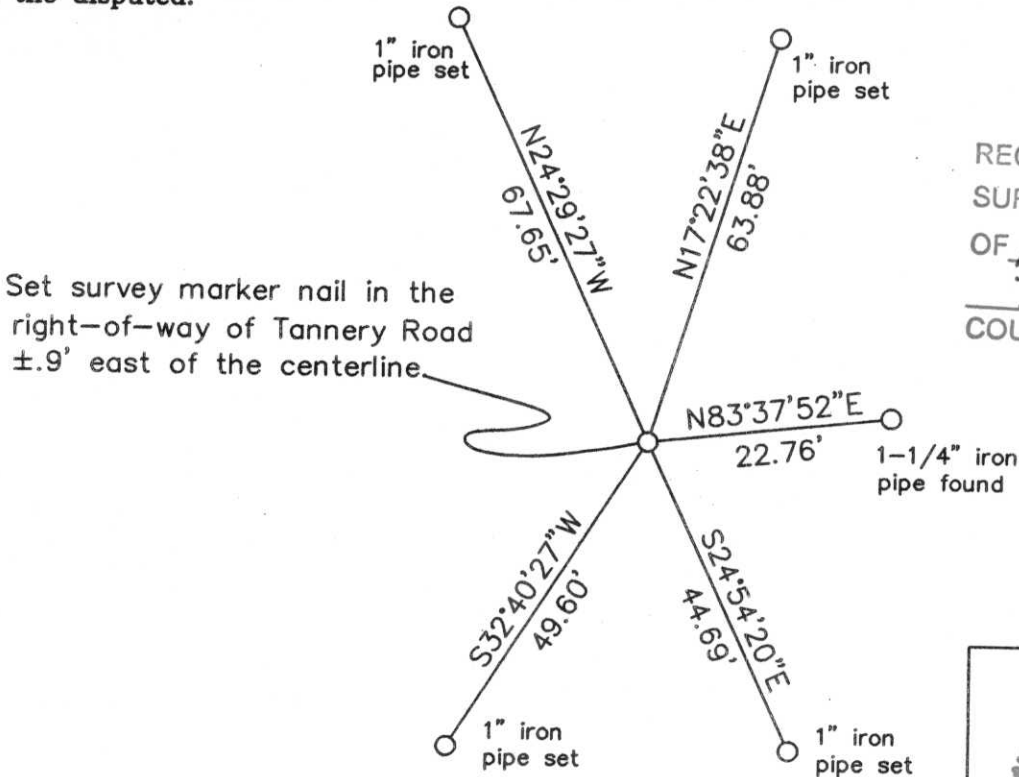 the disputed.
1" iron
pipe set
1" iron
pipe set
N24°29'27"W
67.65'
N17°22'38"E
63.88'
Set survey marker nail in the
right-of-way of Tannery Road
±.9' east of the centerline
N83°37'52"E
22.76'
1-1/4" iron
pipe found
S32°40'27"W
49.60'
S24°54'20"E
44.69'
1" iron
pipe set
1" iron
pipe set
OF